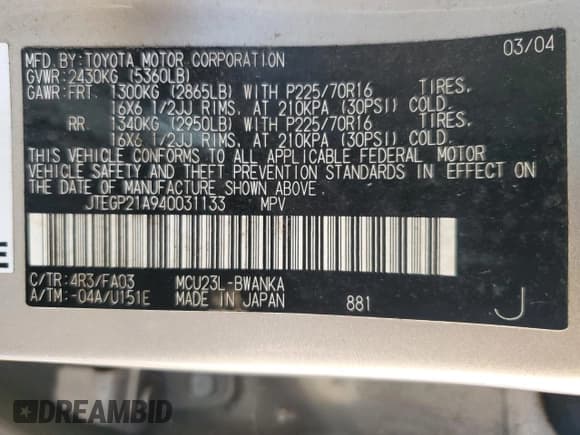 MFD. BY: TOYOTA MOTOR CORPORATION 03/04
GVWR: 2430KG (5360LB)
GAWR: FRT 1300KG (2865LB) WITH P225/70R16 TIRES,
16X6 1/2JJ RIMS, AT 210KPA (30PSI) COLD.
RR 1340KG (2950LB) WITH P225/70R16 TIRES,
16X6 1/2JJ RIMS, AT 210KPA (30PSI) COLD.
THIS VEHICLE CONFORMS TO ALL APPLICABLE FEDERAL MOTOR
VEHICLE SAFETY AND THEFT PREVENTION STANDARDS IN EFFECT ON
THE DATE OF MANUFACTURE SHOWN ABOVE.
JTEGP21A940031133 MPV
C/TR: 4R3/FA03 MCU23L-BWANKA
A/TM: -04A/U151E MADE IN JAPAN 881 J
E
DREAMBID